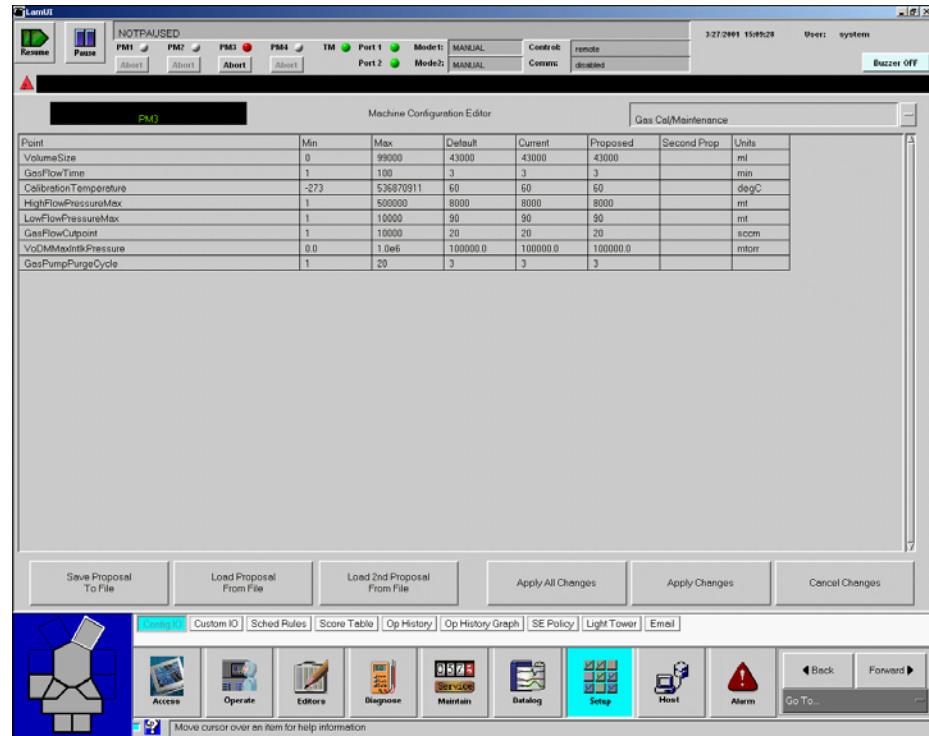 LamUI
NOTPAUSED
3/27/2001 15:09:28 User: system
Resume Pause PM1 PM2 PM3 PM4 TM Port 1 Mode1: MANUAL Control: remote
Abort Abort Abort Abort Port 2 Mode2: MANUAL Comm: disabled Buzzer OFF
PM3 Machine Configuration Editor Gas Cal/Maintenance
Point Min Max Default Current Proposed Second Prop Units
VolumeSize 0 99000 43000 43000 43000 ml
GasFlowTime 1 100 3 3 3 min
CalibrationTemperature -273 536870911 60 60 60 degC
HighFlowPressureMax 1 500000 8000 8000 8000 mt
LowFlowPressureMax 1 10000 90 90 90 mt
GasFlowCutpoint 1 10000 20 20 20 sccm
VoDMMaxIntlkPressure 0.0 1.0e6 100000.0 100000.0 100000.0 mtorr
GasPumpPurgeCycle 1 20 3 3 3
Save Proposal To File Load Proposal From File Load 2nd Proposal From File Apply All Changes Apply Changes Cancel Changes
Config IO Custom IO Sched Rules Score Table Op History Op History Graph SE Policy Light Tower Email
Service
Access Operate Editors Diagnose Maintain Datalog Setup Host Alarm
Back Forward
Go To...
Move cursor over an item for help information